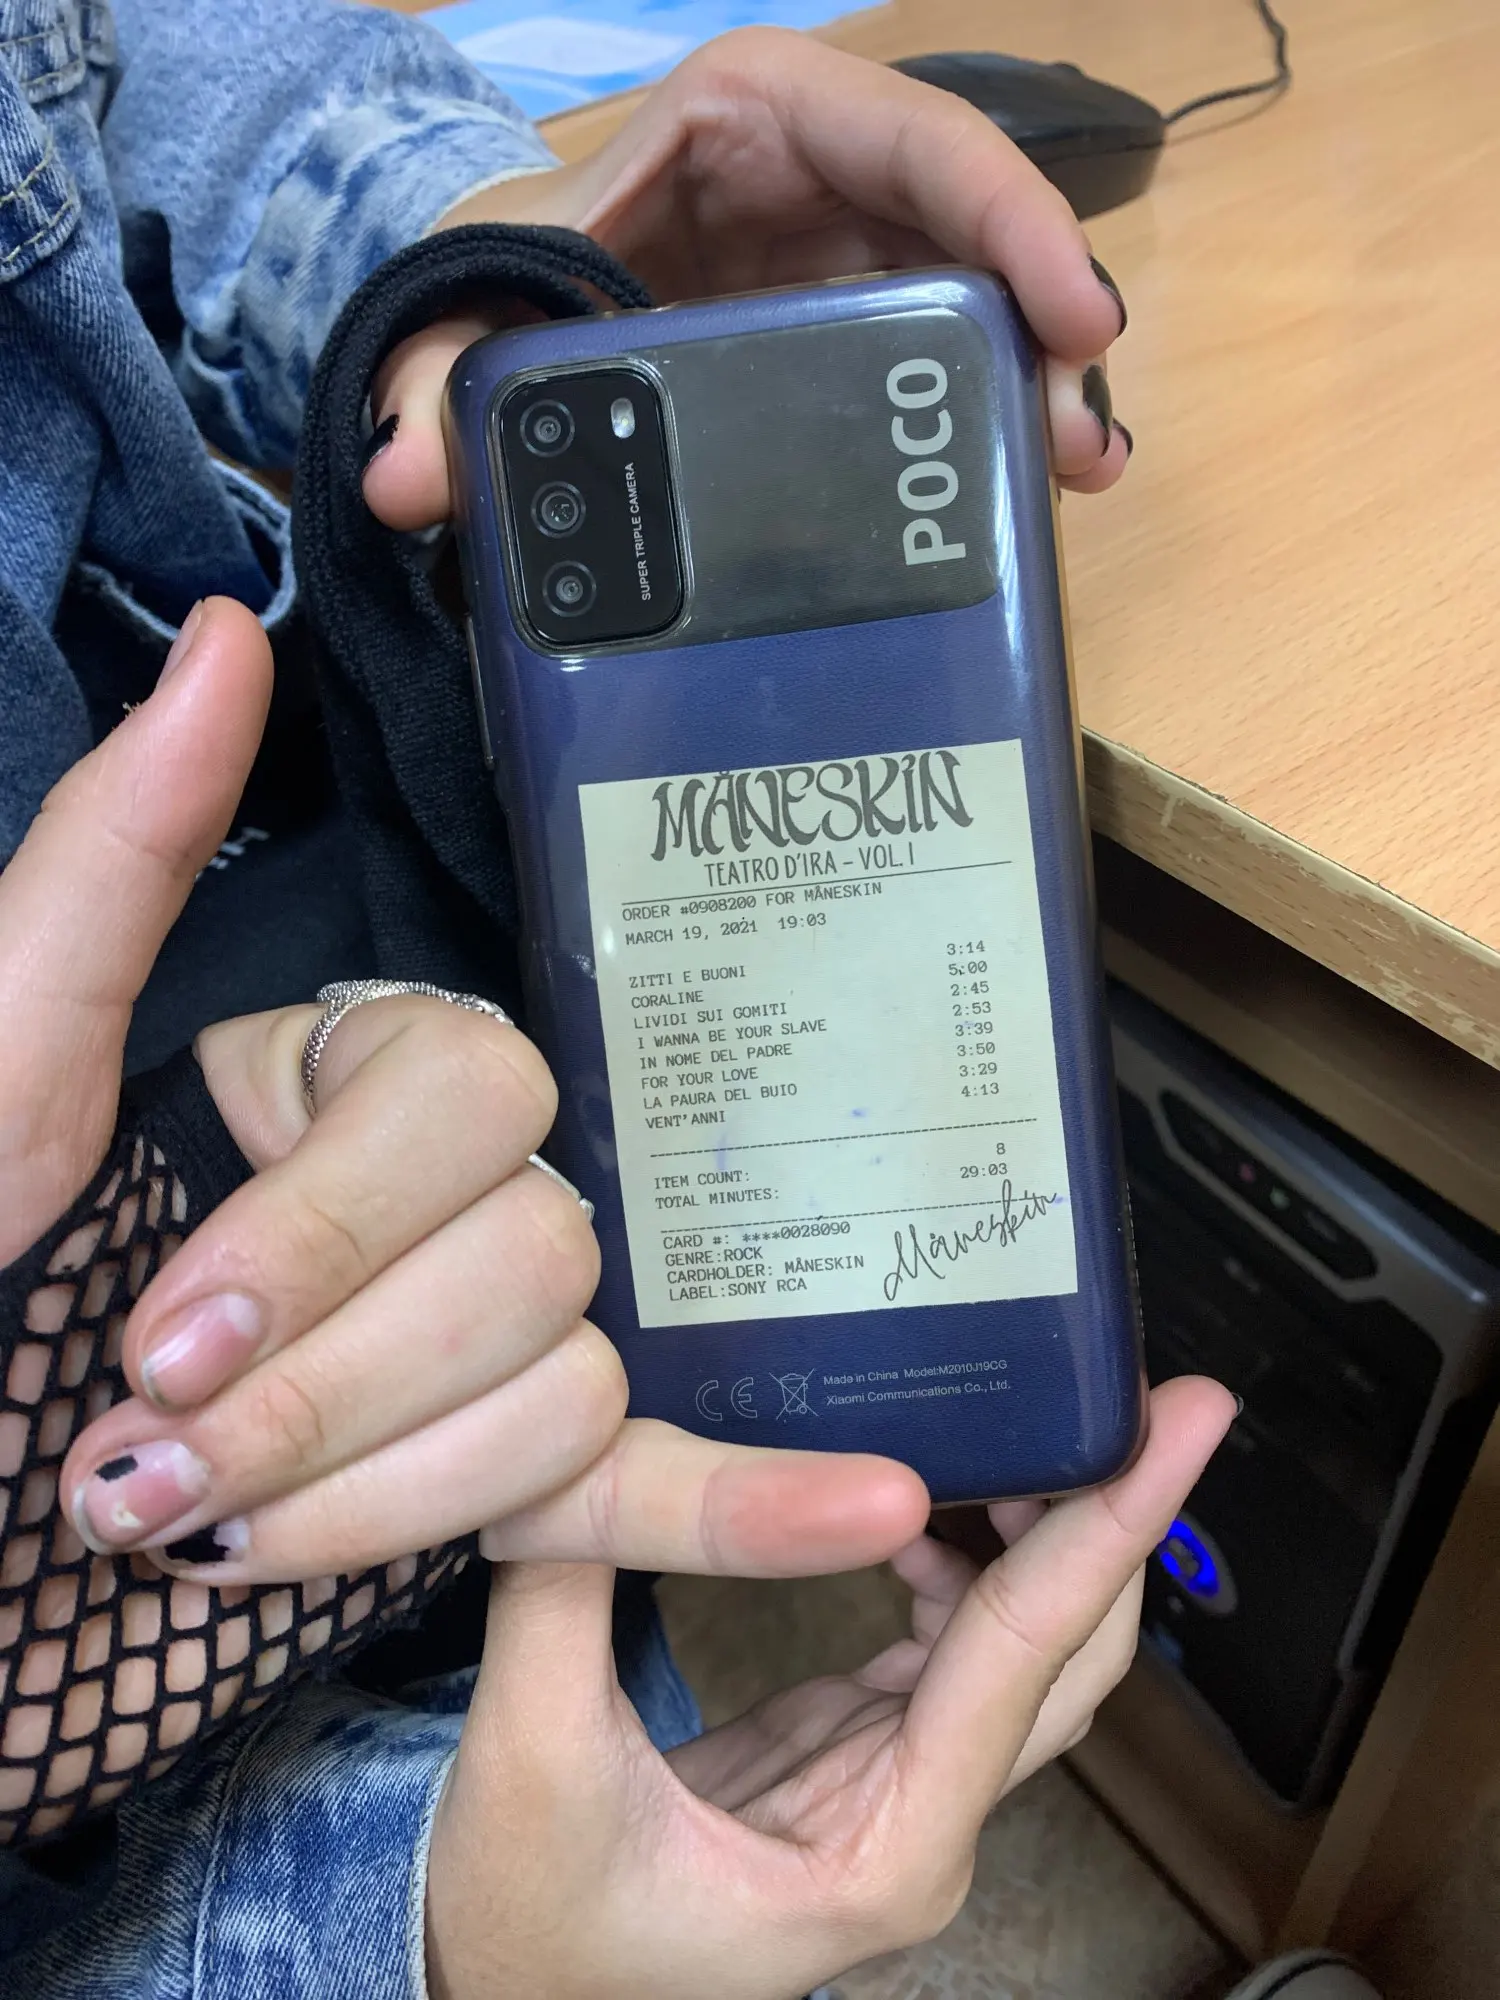 POCO
SUPER TRIPLE CAMERA
MÅNESKIN
TEATRO D'IRA – VOL. I
ORDER #0908200 FOR MÅNESKIN
MARCH 19, 2021 19:03
ZITTI E BUONI 3:14
CORALINE 5:00
LIVIDI SUI GOMITI 2:45
I WANNA BE YOUR SLAVE 2:53
IN NOME DEL PADRE 3:39
FOR YOUR LOVE 3:50
LA PAURA DEL BUIO 3:29
VENT'ANNI 4:13
ITEM COUNT: 8
TOTAL MINUTES: 29:03
CARD #: ****0028090
GENRE:ROCK
CARDHOLDER: MÅNESKIN
LABEL:SONY RCA
Måneskin
CE Made in China Model:M2010J19CG
Xiaomi Communications Co., Ltd.